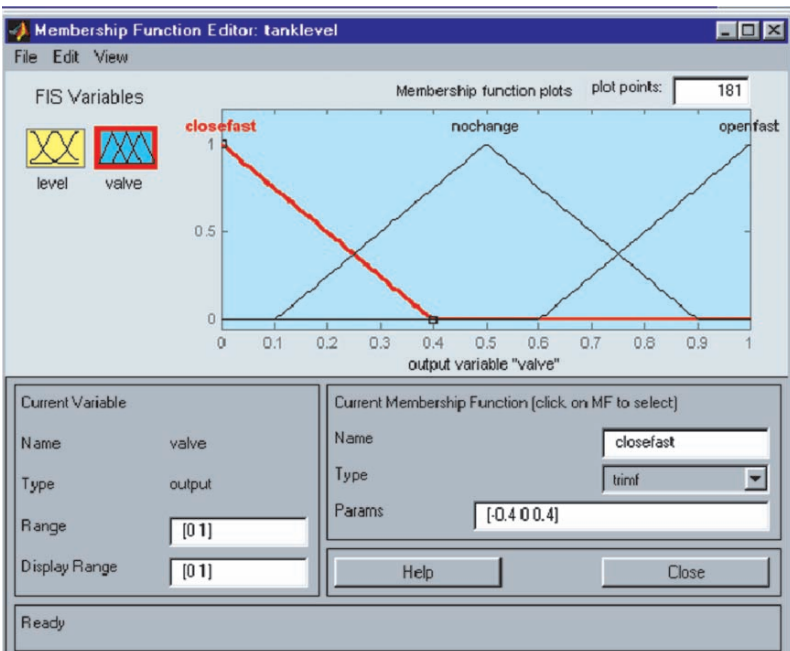 Membership Function Editor: tanklevel
File Edit View
FIS Variables
Membership function plots plot points: 181
closefast nochange openfast
level valve
1
0.5
0
0 0.1 0.2 0.3 0.4 0.5 0.6 0.7 0.8 0.9 1
output variable "valve"
Current Variable
Name valve
Type output
Range [0 1]
Display Range [0 1]
Current Membership Function (click on MF to select)
Name closefast
Type trimf
Params [-0.4 0 0.4]
Help Close
Ready